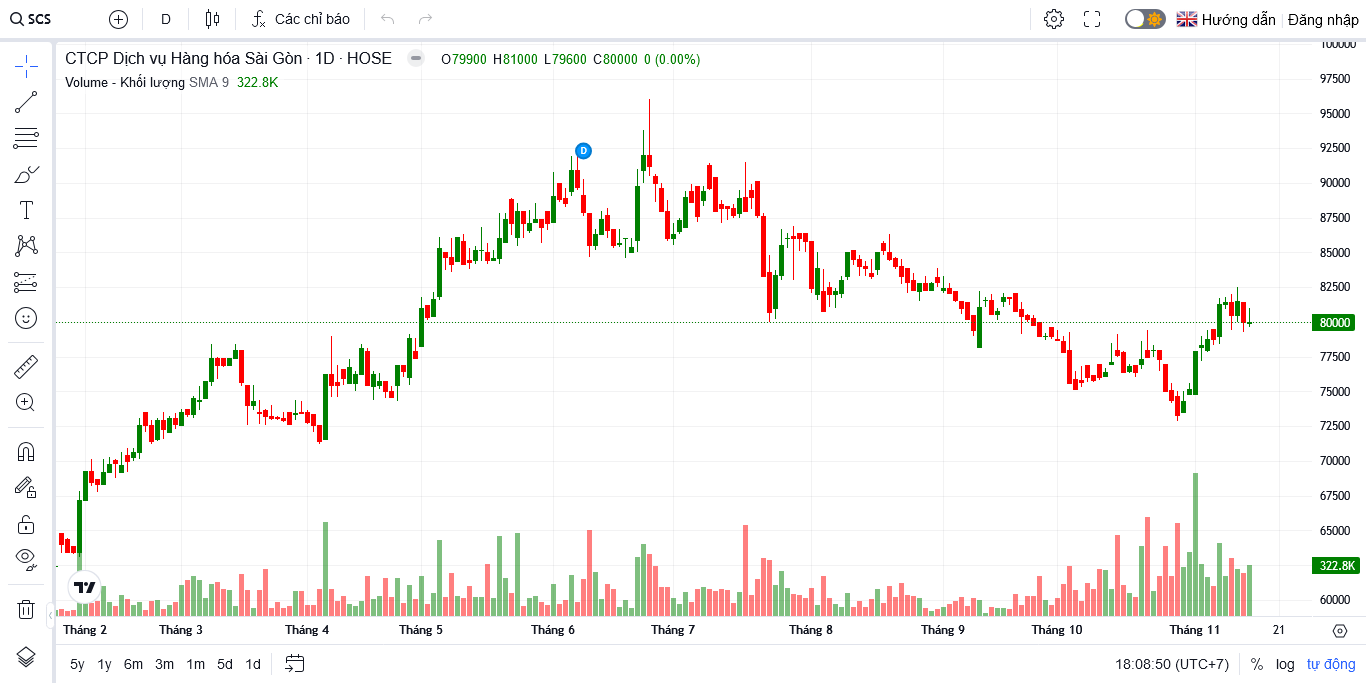 SCS D Các chỉ báo Hướng dẫn Đăng nhập
CTCP Dịch vụ Hàng hóa Sài Gòn · 1D · HOSE O79900 H81000 L79600 C80000 0 (0.00%)
Volume - Khối lượng SMA 9 322.8K
D
100000
97500
95000
92500
90000
87500
85000
82500
80000
77500
75000
72500
70000
67500
65000
322.8K
60000
Tháng 2 Tháng 3 Tháng 4 Tháng 5 Tháng 6 Tháng 7 Tháng 8 Tháng 9 Tháng 10 Tháng 11 21
5y 1y 6m 3m 1m 5d 1d 18:08:50 (UTC+7) % log tự động